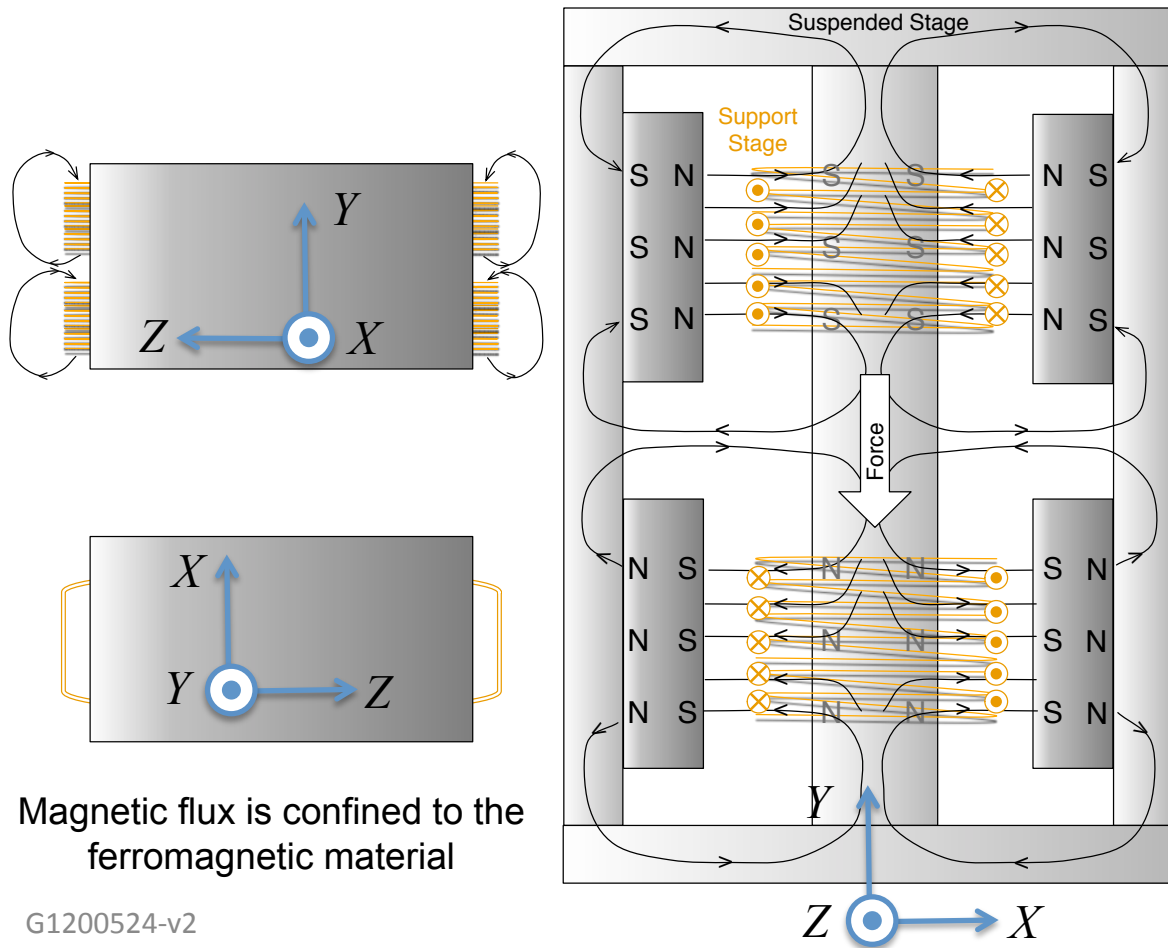 Suspended Stage
Support
Stage
S N S S N S
S N S S N S
S N S S N S
Y
Z X
Force
N S N N S N
N S N N S N
N S N N S N
X
Y Z
Y
Z X
Magnetic flux is confined to the
ferromagnetic material
G1200524-v2